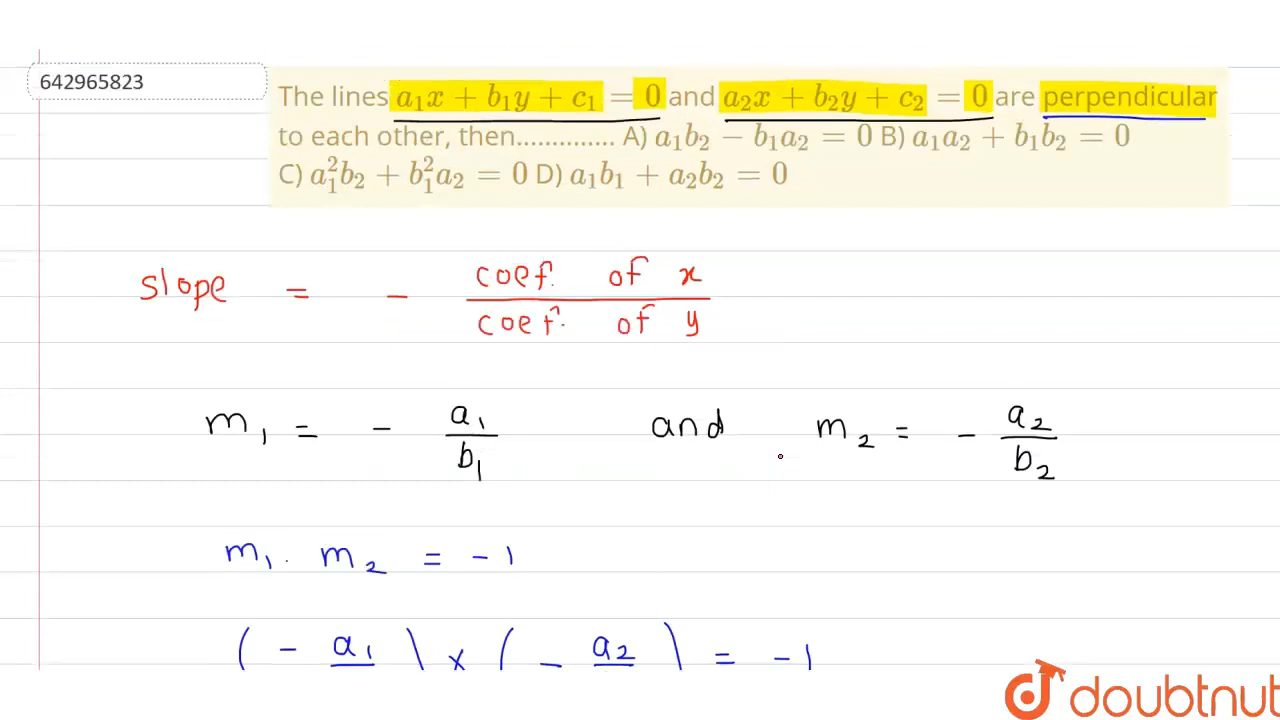 642965823
The lines a₁x + b₁y + c₁ = 0 and a₂x + b₂y + c₂ = 0 are perpendicular
to each other, then.............. A) a₁b₂ − b₁a₂ = 0 B) a₁a₂ + b₁b₂ = 0
C) a₁²b₂ + b₁²a₂ = 0 D) a₁b₁ + a₂b₂ = 0
slope = - coef. of x / coef. of y
m₁ = - a₁/b₁ and m₂ = - a₂/b₂
m₁ . m₂ = -1
( - a₁ ) × ( - a₂ ) = -1
doubtnut